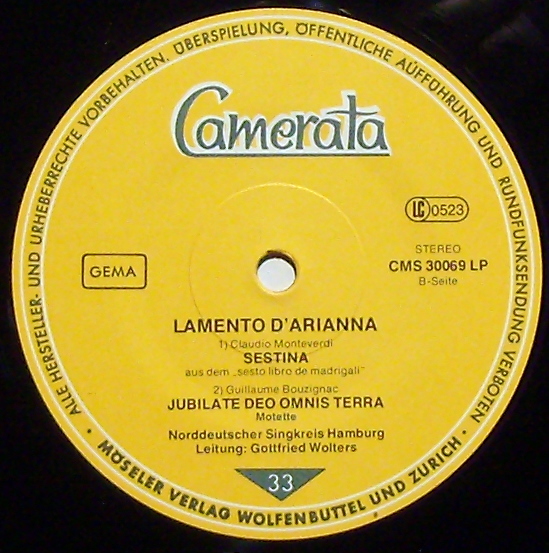 ALLE HERSTELLER- UND URHEBERRECHTE VORBEHALTEN. ÜBERSPIELUNG, ÖFFENTLICHE AUFFÜHRUNG UND RUNDFUNKSENDUNG VERBOTEN
Camerata
LC 0523
GEMA
STEREO
CMS 30069 LP
B-Seite
LAMENTO D'ARIANNA
1) Claudio Monteverdi
SESTINA
aus dem „sesto libro de madrigali"
2) Guillaume Bouzignac
JUBILATE DEO OMNIS TERRA
Motette
Norddeutscher Singkreis Hamburg
Leitung: Gottfried Wolters
33
• MÖSELER VERLAG WOLFENBÜTTEL UND ZÜRICH •